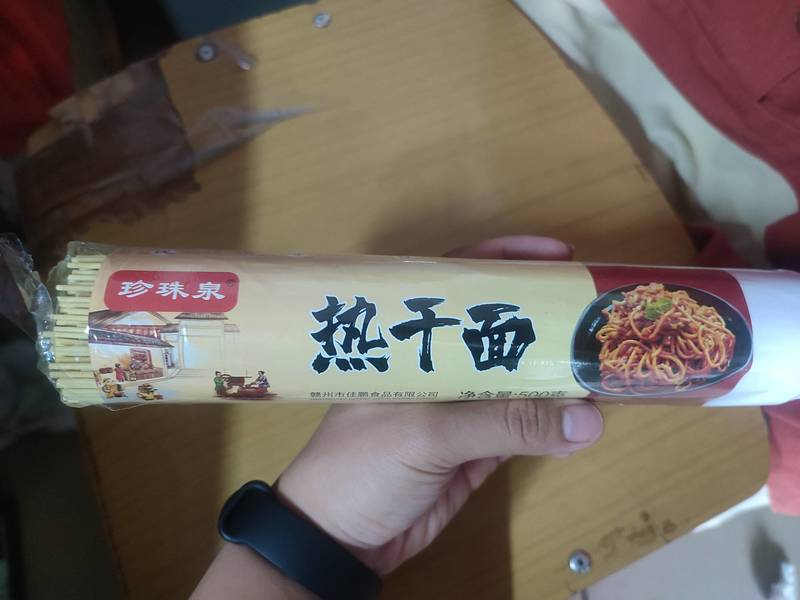 珍珠泉
热干面
赣州市佳鹏食品有限公司
净含量:500克